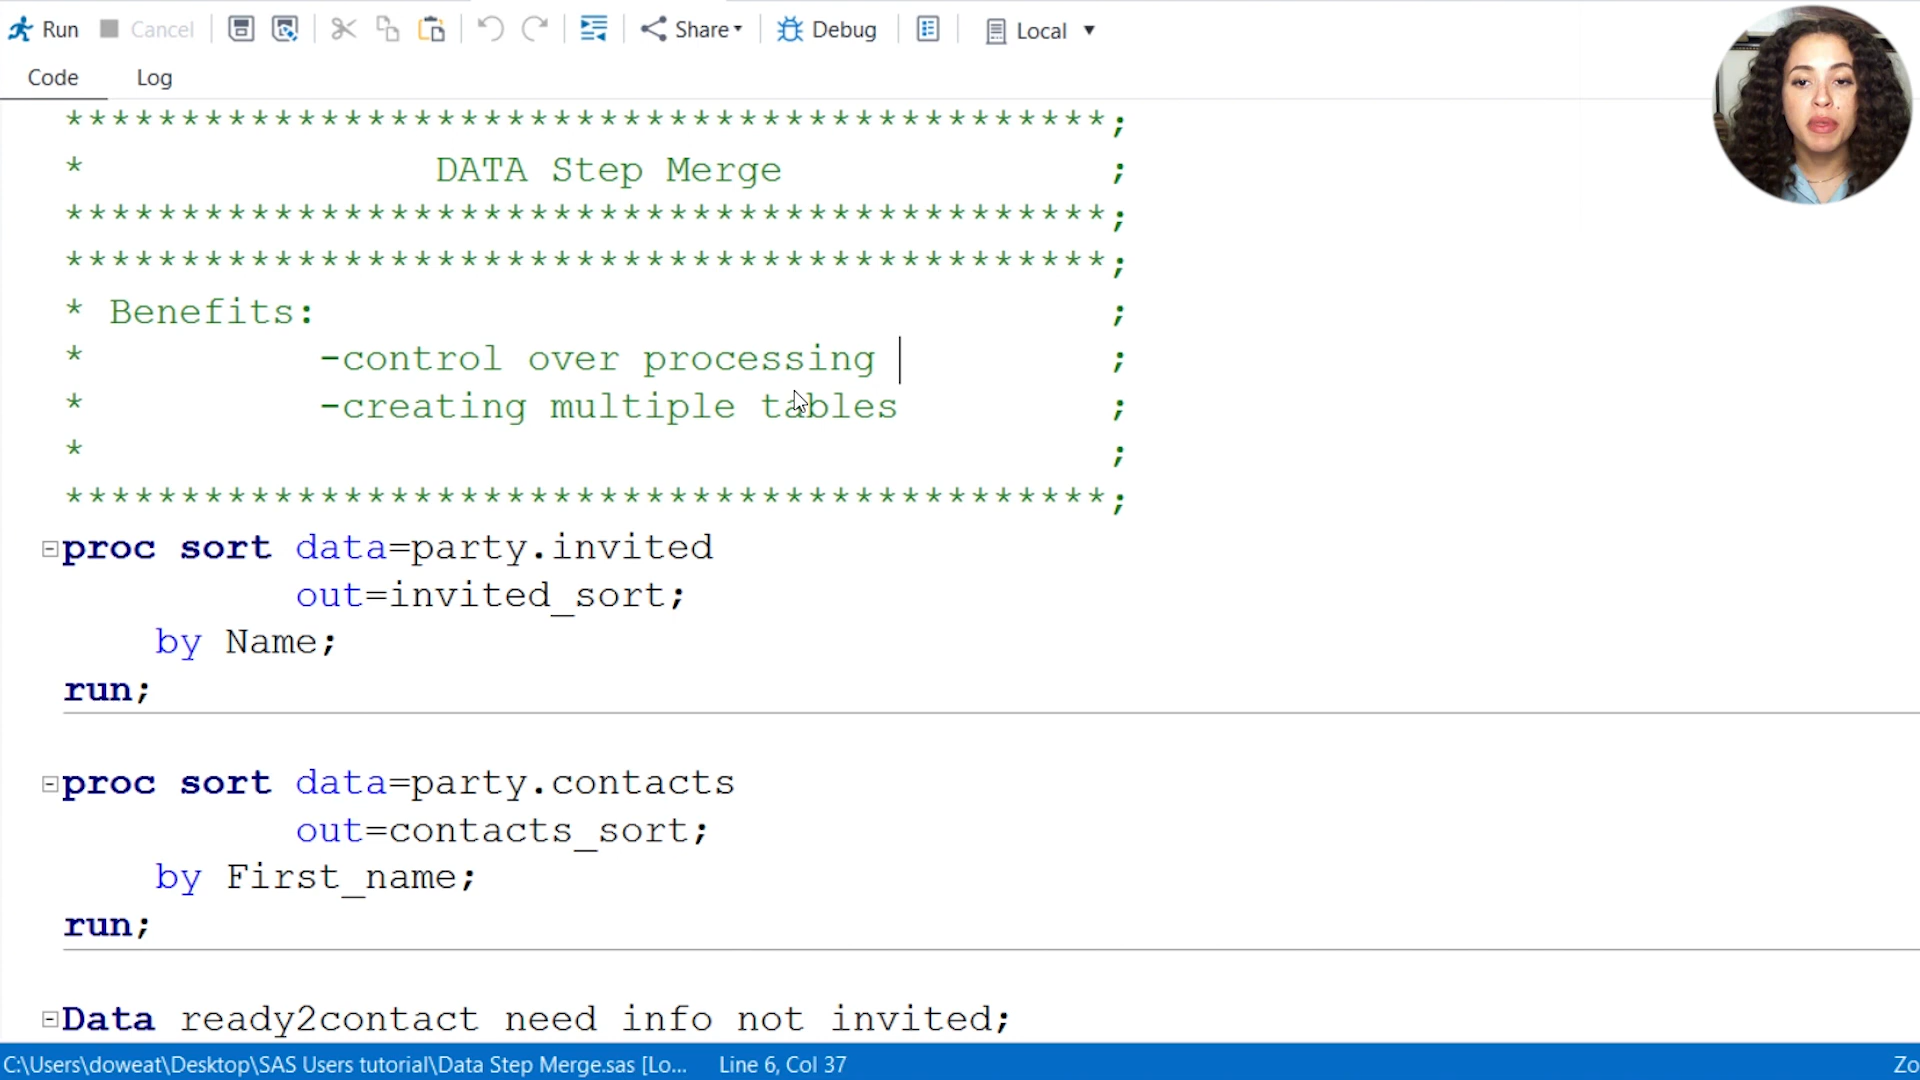 Run Cancel Share Debug Local
Code Log
*********************************************;
* DATA Step Merge ;
*********************************************;
*********************************************;
* Benefits: ;
* -control over processing ;
* -creating multiple tables ;
* ;
*********************************************;
proc sort data=party.invited
out=invited_sort;
by Name;
run;
proc sort data=party.contacts
out=contacts_sort;
by First_name;
run;
Data ready2contact need info not invited;
C:\Users\doweat\Desktop\SAS Users tutorial\Data Step Merge.sas [Lo... Line 6, Col 37 Zo